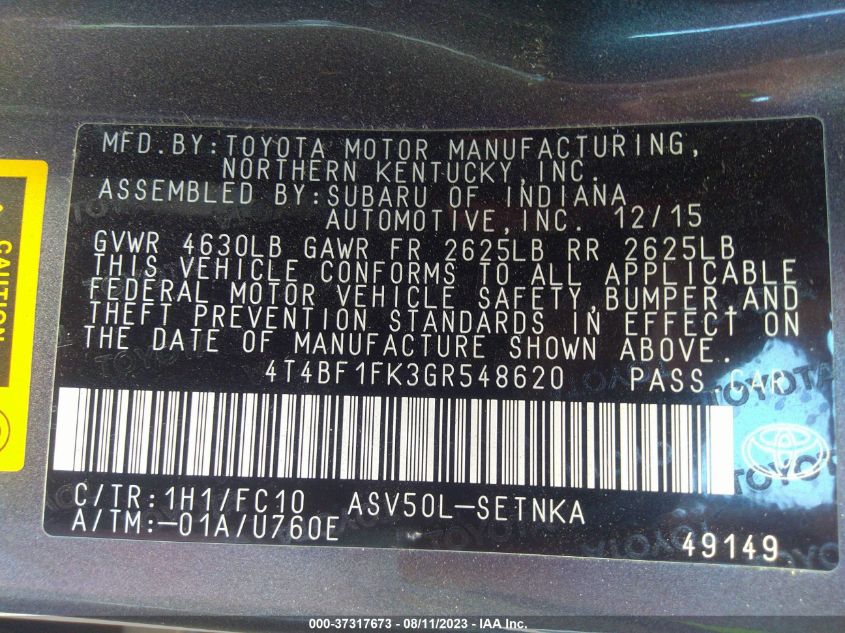 MFD.BY:TOYOTA MOTOR MANUFACTURING,
NORTHERN KENTUCKY,INC.
ASSEMBLED BY:SUBARU OF INDIANA
AUTOMOTIVE,INC. 12/15
GVWR 4630LB GAWR FR 2625LB RR 2625LB
THIS VEHICLE CONFORMS TO ALL APPLICABLE
FEDERAL MOTOR VEHICLE SAFETY,BUMPER,AND
THEFT PREVENTION STANDARDS IN EFFECT ON
THE DATE OF MANUFACTURE SHOWN ABOVE.
4T4BF1FK3GR548620 PASS.CAR
C/TR:1H1/FC10 ASV50L-SETNKA
A/TM:-01A/U760E
49149
CAUTION
TOYOTA
000-37317673 - 08/11/2023 - IAA Inc.